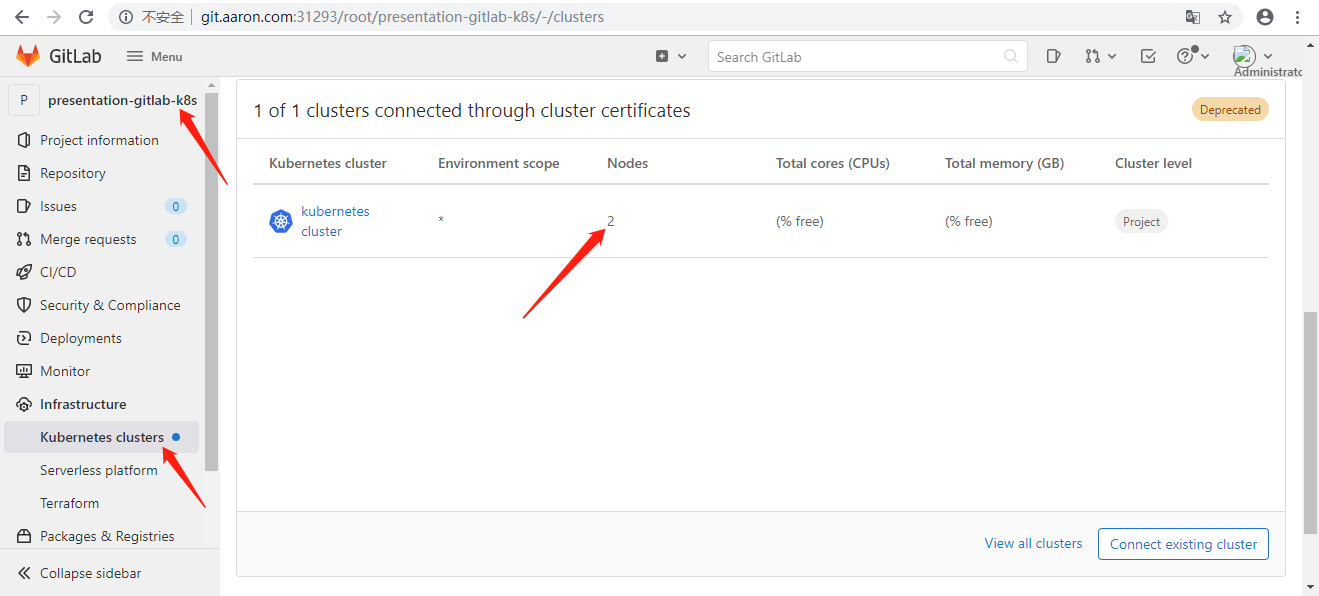 不安全 git.aaron.com:31293/root/presentation-gitlab-k8s/-/clusters
GitLab Menu Search GitLab
Administrato
P presentation-gitlab-k8s
Project information
Repository
Issues 0
Merge requests 0
CI/CD
Security & Compliance
Deployments
Monitor
Infrastructure
Kubernetes clusters
Serverless platform
Terraform
Packages & Registries
Collapse sidebar
1 of 1 clusters connected through cluster certificates Deprecated
Kubernetes cluster Environment scope Nodes Total cores (CPUs) Total memory (GB) Cluster level
kubernetes
cluster * 2 (% free) (% free) Project
View all clusters Connect existing cluster